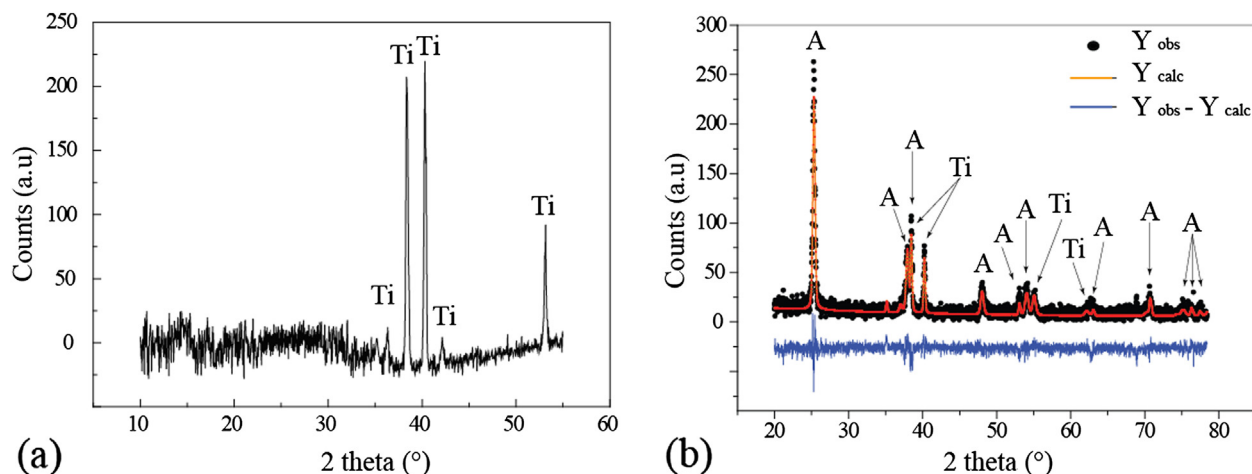 250
200
150
100
50
0
Counts (a.u)
Ti Ti
Ti
Ti
Ti
10 20 30 40 50 60
2 theta (°)
(a)
300
250
200
150
100
50
0
Counts (a.u)
A
Y obs
Y calc
Y obs - Y calc
A
Ti
A
A
A
A
Ti
Ti
A
A
A
20 30 40 50 60 70 80
2 theta (°)
(b)